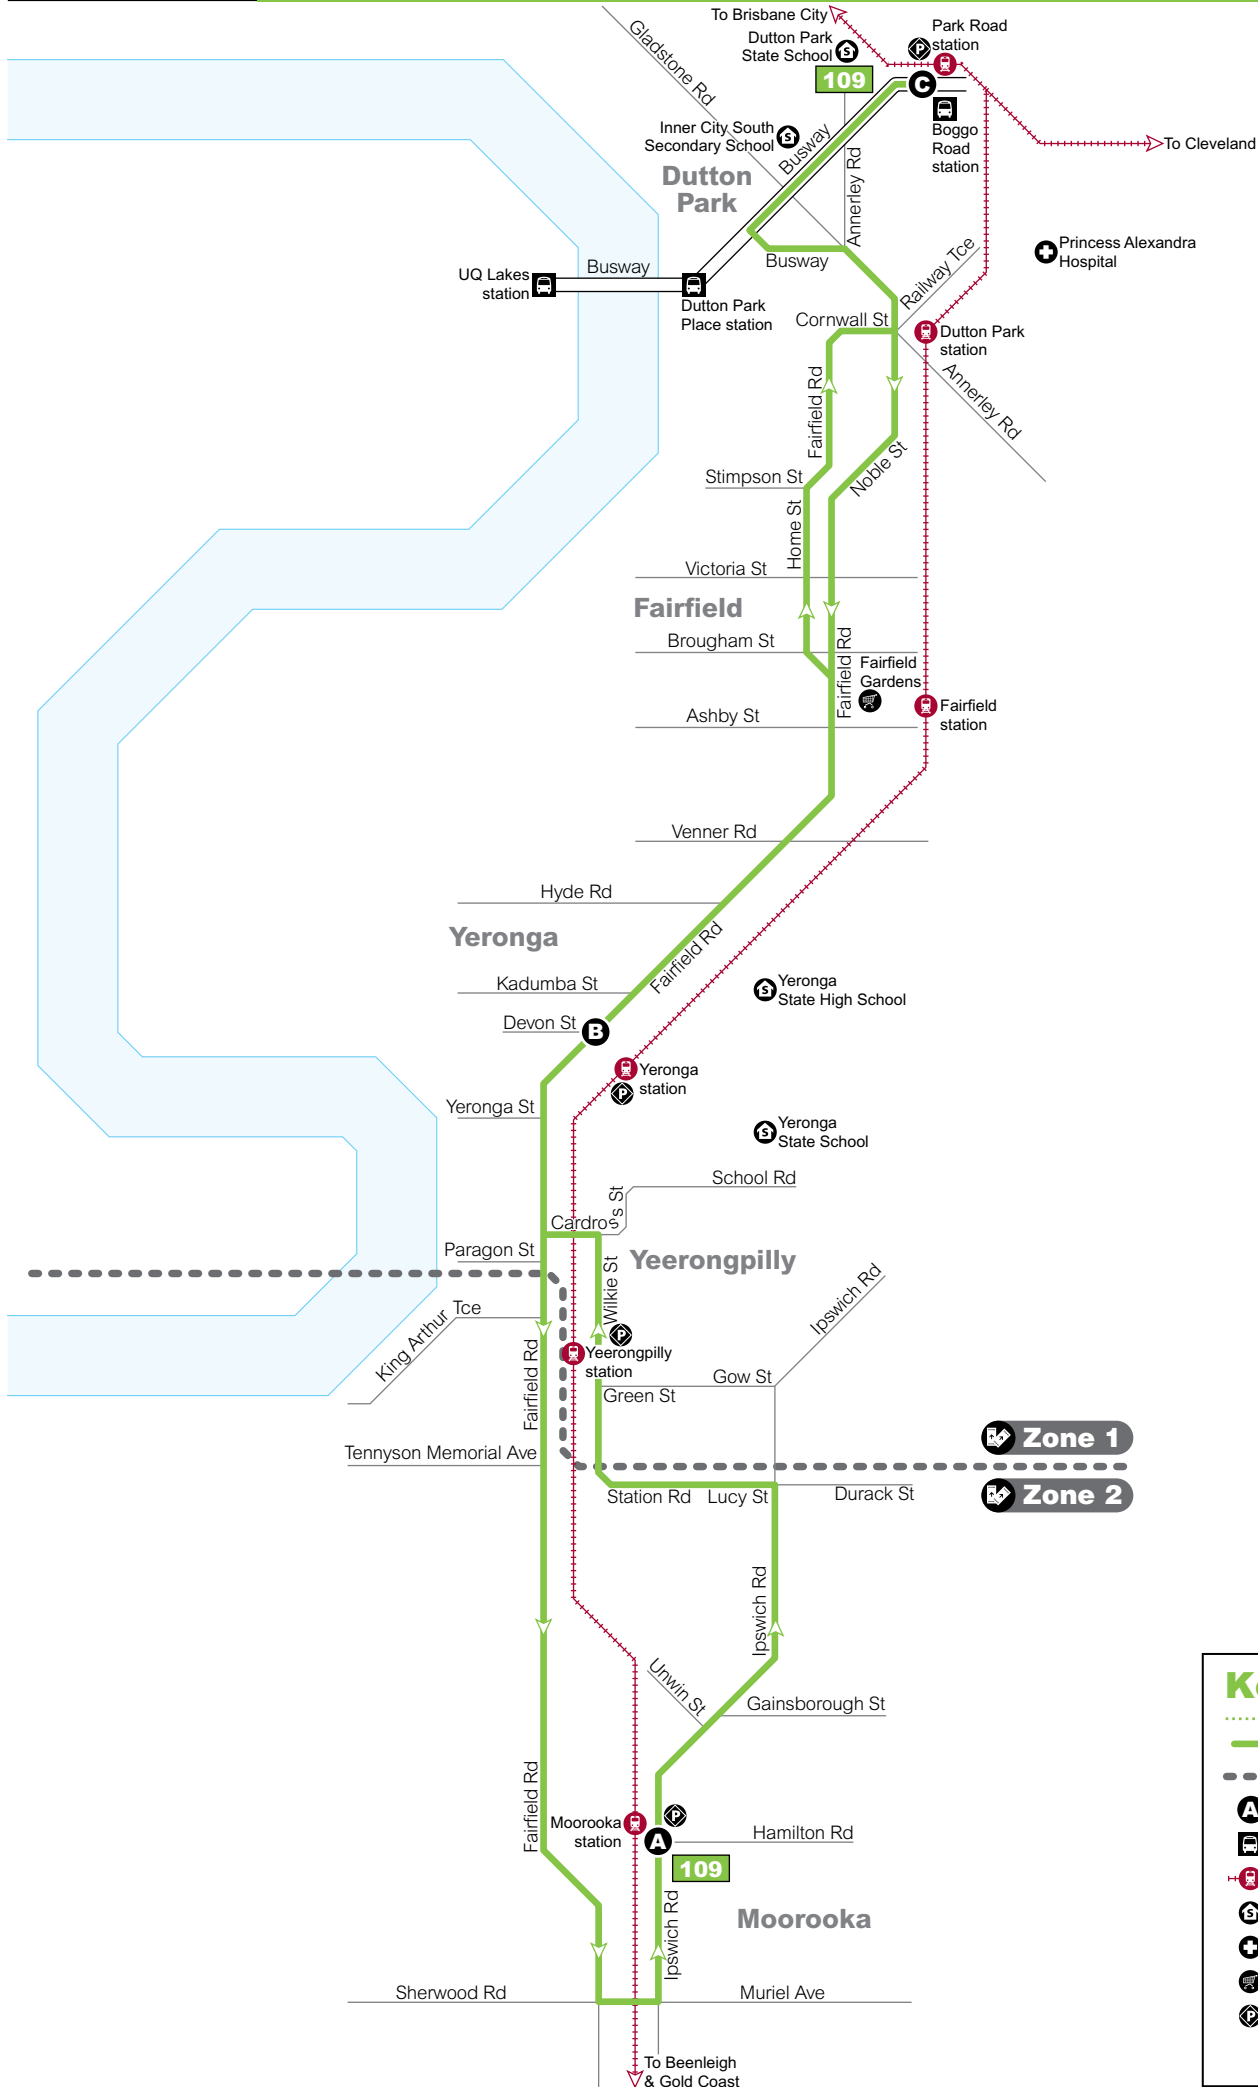 To Brisbane City
Park Road
station
Dutton Park
State School
109
C
Gladstone Rd
Inner City South
Secondary School
Busway
Boggo
Road
station
To Cleveland
Dutton
Park
Annerley Rd
Busway
Railway Tce
Princess Alexandra
Hospital
UQ Lakes
station
Busway
Dutton Park
Place station
Cornwall St
Dutton Park
station
Annerley Rd
Fairfield Rd
Noble St
Stimpson St
Home St
Victoria St
Fairfield
Brougham St
Fairfield Rd
Fairfield
Gardens
Fairfield
station
Ashby St
Venner Rd
Hyde Rd
Yeronga
Fairfield Rd
Kadumba St
Yeronga
State High School
Devon St
B
Yeronga
station
Yeronga St
Yeronga
State School
School Rd
Cardross St
Paragon St
Yeerongpilly
Wilkie St
King Arthur Tce
Ipswich Rd
Fairfield Rd
Yeerongpilly
station
Gow St
Green St
Tennyson Memorial Ave
Zone 1
Zone 2
Station Rd
Lucy St
Durack St
Ipswich Rd
Unwin St
Gainsborough St
Fairfield Rd
Moorooka
station
A
Hamilton Rd
109
Ipswich Rd
Moorooka
Sherwood Rd
Muriel Ave
To Beenleigh
& Gold Coast
A